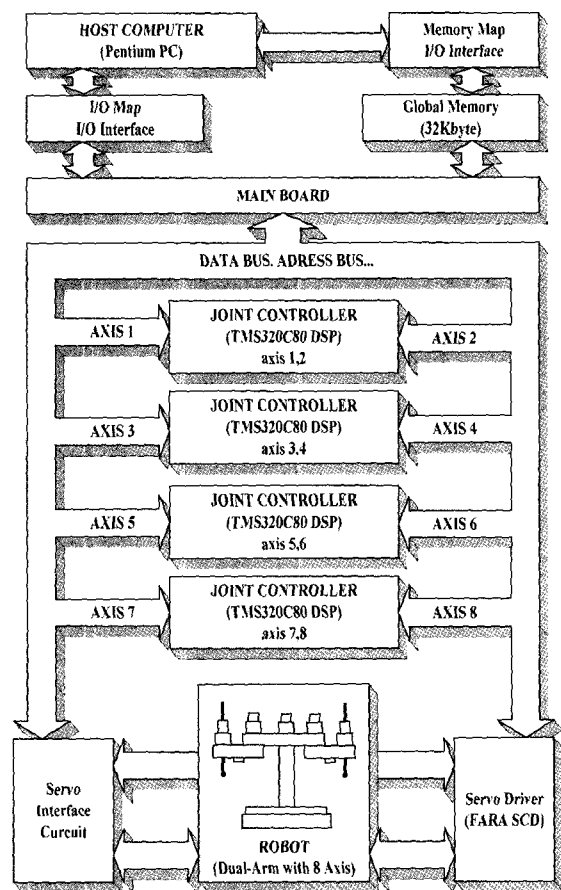 HOST COMPUTER
(Pentium PC)
Memory Map
I/O Interface
I/O Map
I/O Interface
Global Memory
(32Kbyte)
MAIN BOARD
DATA BUS. ADRESS BUS...
JOINT CONTROLLER
(TMS320C80 DSP)
axis 1,2
AXIS 1
AXIS 2
JOINT CONTROLLER
(TMS320C80 DSP)
axis 3,4
AXIS 3
AXIS 4
JOINT CONTROLLER
(TMS320C80 DSP)
axis 5,6
AXIS 5
AXIS 6
JOINT CONTROLLER
(TMS320C80 DSP)
axis 7,8
AXIS 7
AXIS 8
Servo
Interface
Curcuit
ROBOT
(Dual-Arm with 8 Axis)
Servo Driver
(FARA SCD)